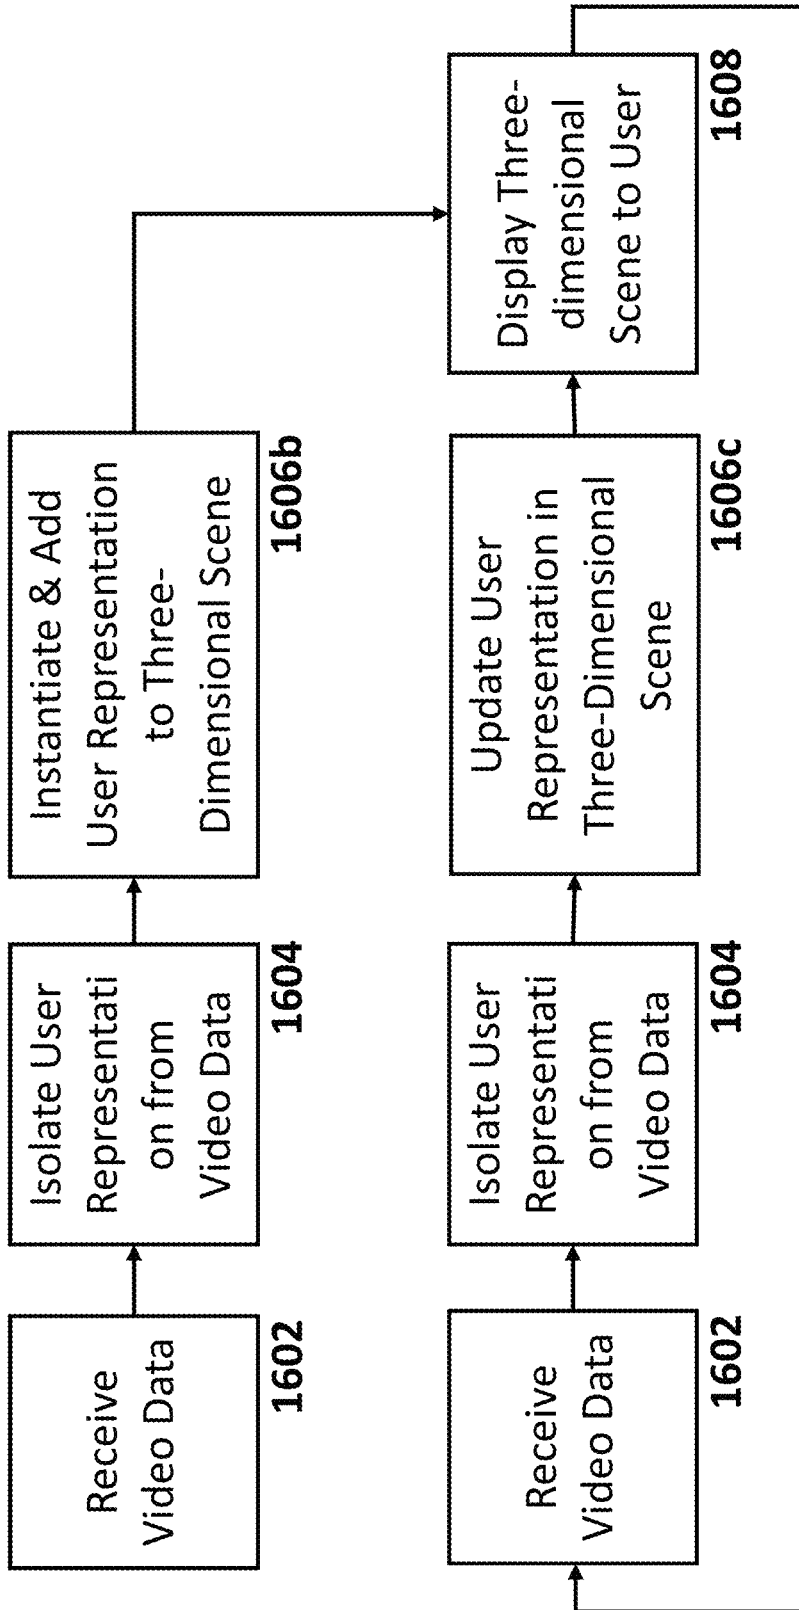 Receive
Video Data
1602
Isolate User
Representati
on from
Video Data
1604
Instantiate & Add
User Representation
to Three-
Dimensional Scene
1606b
Receive
Video Data
1602
Isolate User
Representati
on from
Video Data
1604
Update User
Representation in
Three-Dimensional
Scene
1606c
Display Three-
dimensional
Scene to User
1608